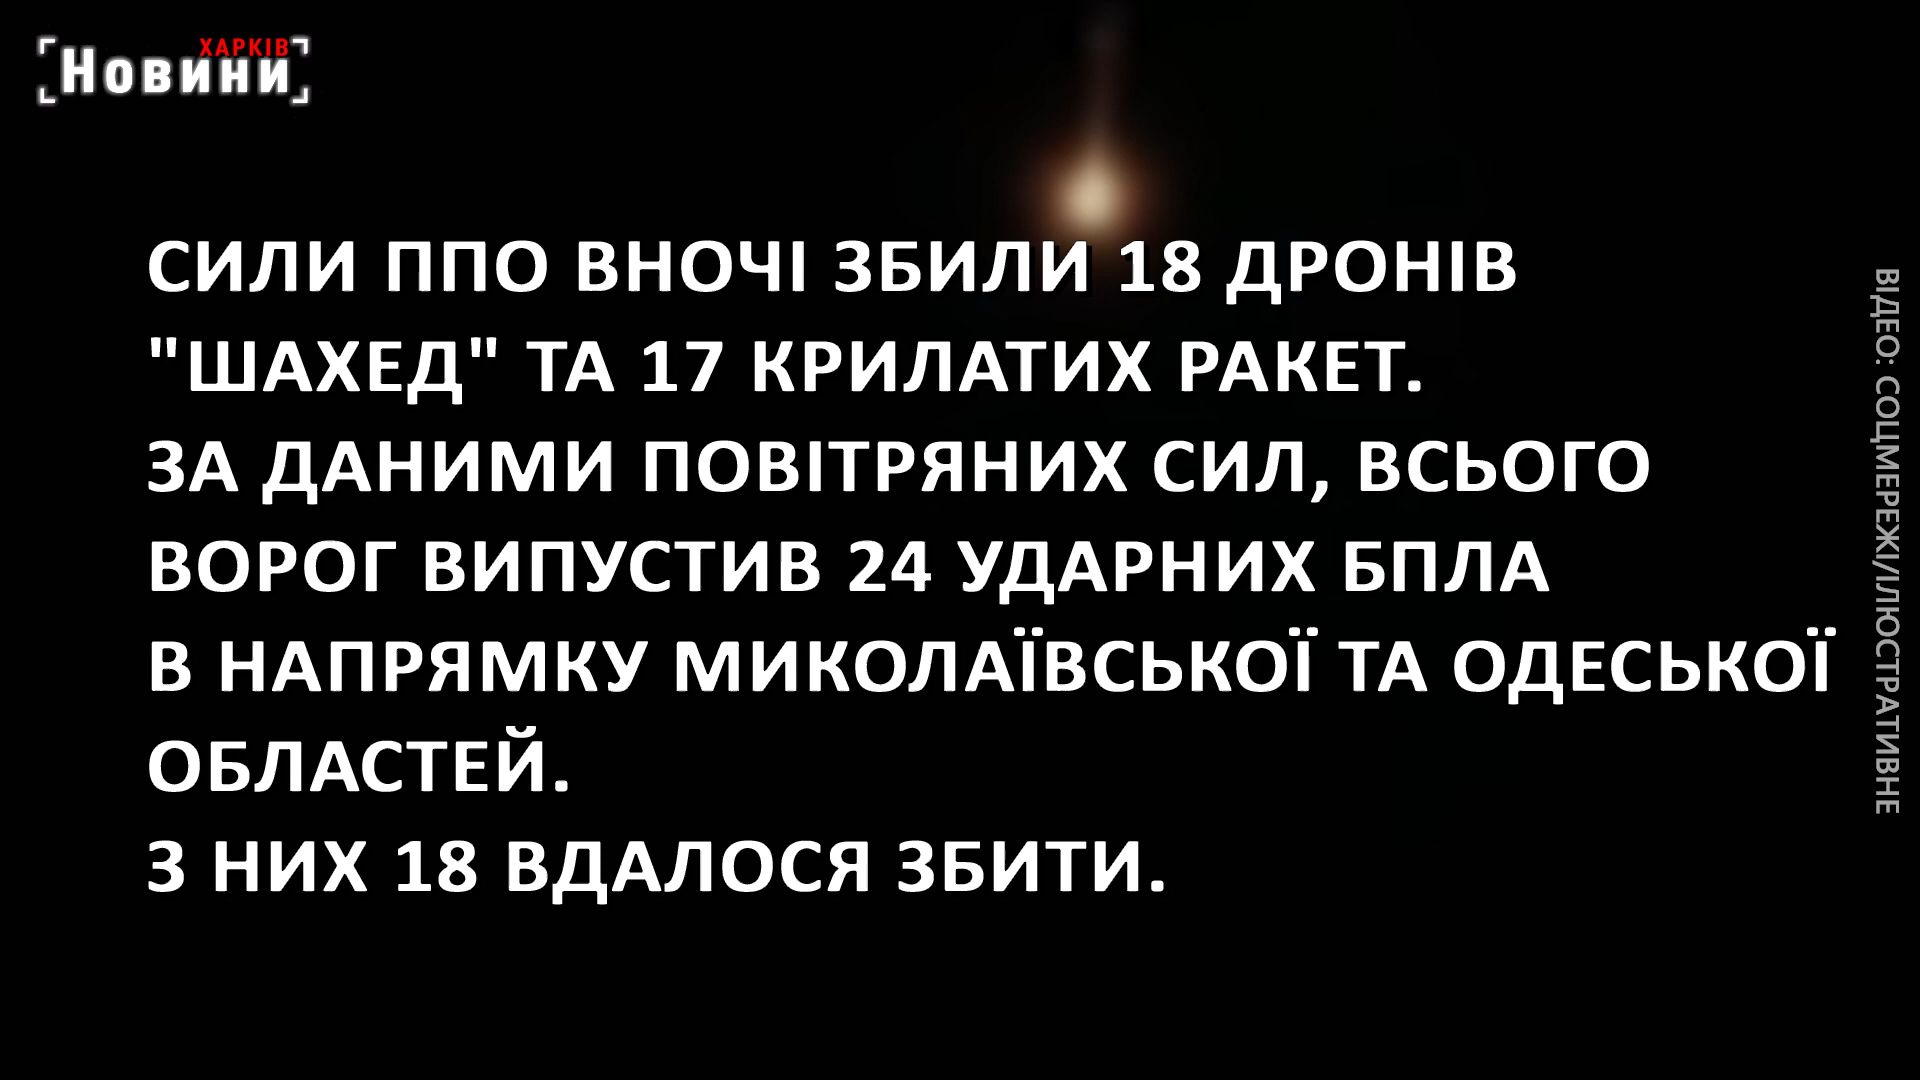 ХАРКІВ
Новини
СИЛИ ППО ВНОЧІ ЗБИЛИ 18 ДРОНІВ
"ШАХЕД" ТА 17 КРИЛАТИХ РАКЕТ.
ЗА ДАНИМИ ПОВІТРЯНИХ СИЛ, ВСЬОГО
ВОРОГ ВИПУСТИВ 24 УДАРНИХ БПЛА
В НАПРЯМКУ МИКОЛАЇВСЬКОЇ ТА ОДЕСЬКОЇ
ОБЛАСТЕЙ.
З НИХ 18 ВДАЛОСЯ ЗБИТИ.
ВІДЕО: СОЦМЕРЕЖІ/ІЛЮСТРАТИВНЕ